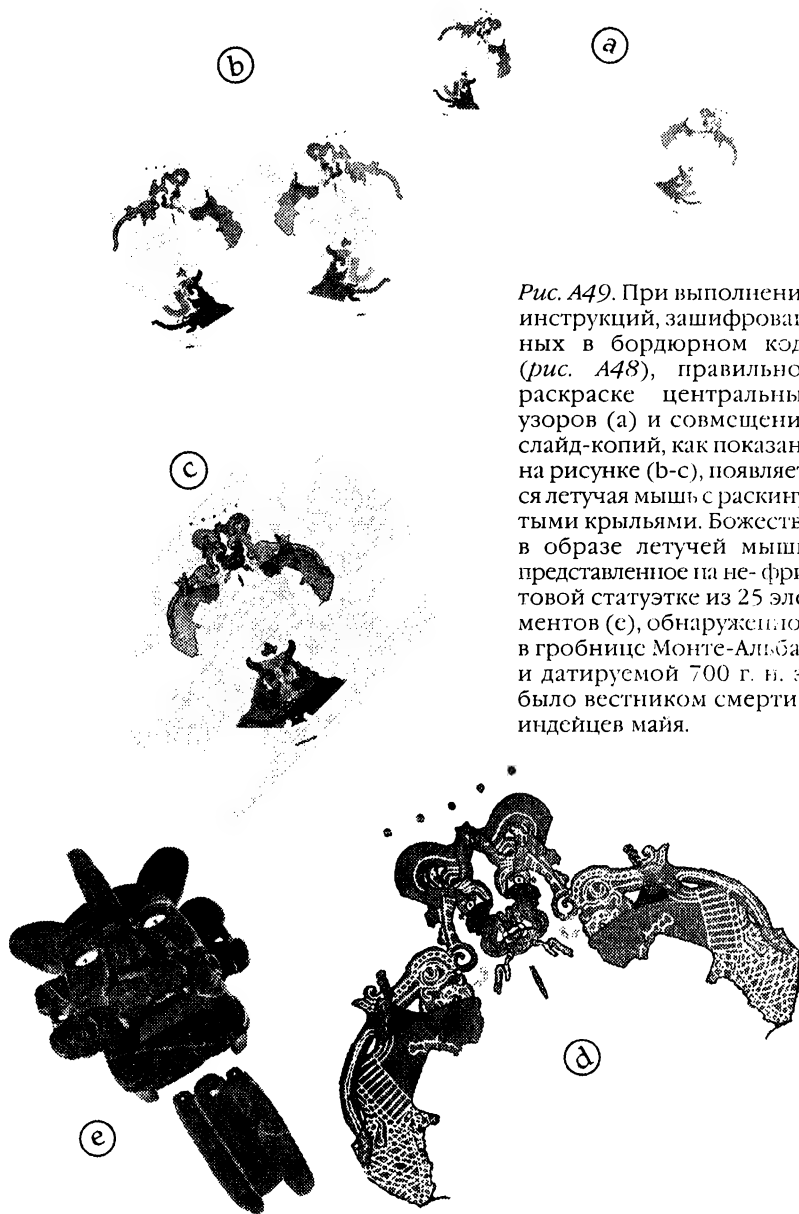 b
a
Рис. А49. При выполнени
инструкций, зашифрован
ных в бордюрном код
(рис. А48), правильно
раскраске центральны
узоров (a) и совмещени
слайд-копий, как показан
на рисунке (b-c), появляет
ся летучая мышь с раскину
тыми крыльями. Божеств
в образе летучей мыши
представленное на не- фри
товой статуэтке из 25 эле
ментов (e), обнаруженно
в гробнице Монте-Альба
и датируемой 700 г. н. э
было вестником смерти
индейцев майя.
c
d
e